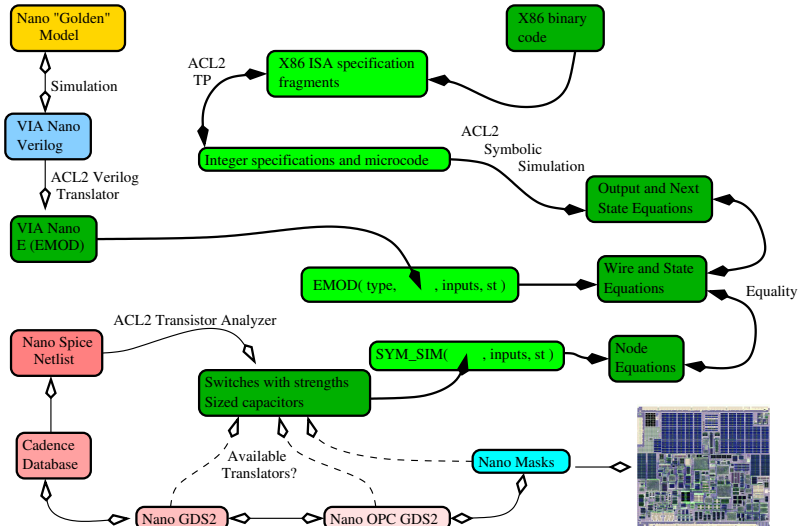 Nano "Golden"
Model
X86 binary
code
ACL2
TP
X86 ISA specification
fragments
Simulation
VIA Nano
Verilog
ACL2
Symbolic
Simulation
Integer specifications and microcode
ACL2 Verilog
Translator
Output and Next
State Equations
VIA Nano
E (EMOD)
EMOD( type, , inputs, st )
Wire and State
Equations
Equality
ACL2 Transistor Analyzer
Nano Spice
Netlist
SYM_SIM( , inputs, st )
Node
Equations
Switches with strengths
Sized capacitors
Cadence
Database
Available
Translators?
Nano Masks
Nano GDS2
Nano OPC GDS2